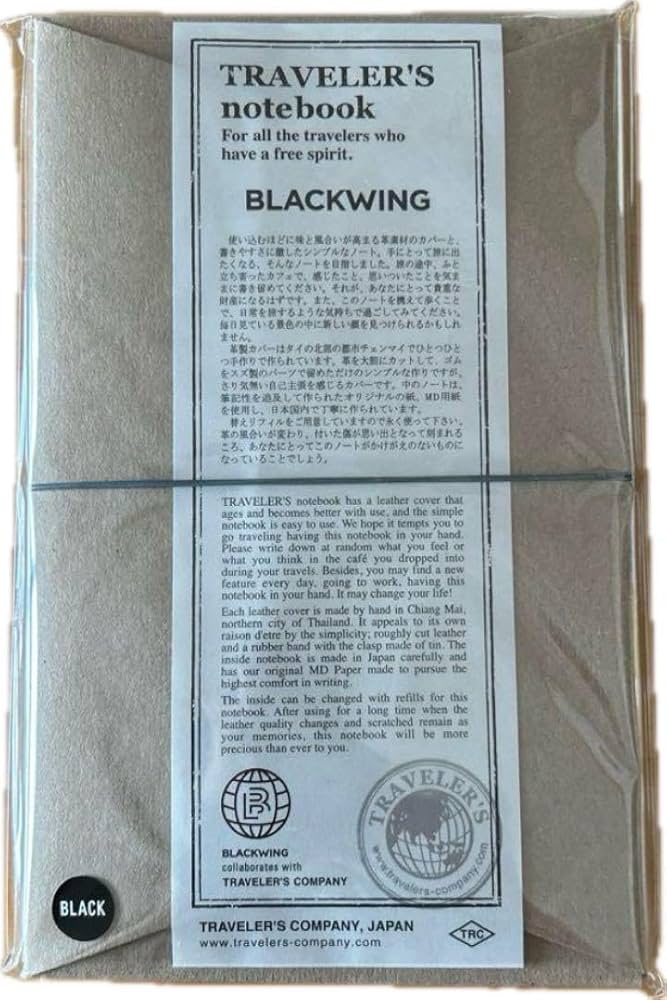 TRAVELER'S
notebook
For all the travelers who
have a free spirit.
BLACKWING
使い込むほどに味と風合いが高まる革素材のカバーと、
書きやすさに徹したシンプルなノート。手にとって旅に出
たくなる、そんなノートを目指しました。旅の途中、ふと
立ち寄ったカフェで、感じたこと、思いついたことを気ま
まに書き留めてください。それが、あなたにとって貴重な
財産になるはずです。また、このノートを携えて歩くこと
で、日常を旅するような気持ちで過ごしてみてください。
毎日見ている景色の中に新しい顔を見つけられるかもしれ
ません。
革製カバーはタイの北部の都市チェンマイでひとつひと
つ手作りで作られています。革を大胆にカットして、ゴム
をスズ製のパーツで留めただけのシンプルな作りですが、
さり気無い自己主張を感じるカバーです。中のノートは、
筆記性を追及して作られたオリジナルの紙、MD用紙
を使用し、日本国内で丁寧に作られています。
替えリフィルをご用意していますので永く使って下さい。
革の風合いが変わり、付いた傷が思い出となって刻まれる
ころ、あなたにとってこのノートがかけがえのないものに
なっていることでしょう。
TRAVELER'S notebook has a leather cover that
ages and becomes better with use, and the simple
notebook is easy to use. We hope it tempts you to
go traveling having this notebook in your hand.
Please write down at random what you feel or
what you think in the café you dropped into
during your travels. Besides, you may find a new
feature every day, going to work, having this
notebook in your hand. It may change your life!
Each leather cover is made by hand in Chiang Mai,
northern city of Thailand. It appeals to its own
raison d'etre by the simplicity; roughly cut leather
and a rubber band with the clasp made of tin. The
inside notebook is made in Japan carefully and
has our original MD Paper made to pursue the
highest comfort in writing.
The inside can be changed with refills for this
notebook. After using for a long time when the
leather quality changes and scratched remain as
your memories, this notebook will be more
precious than ever to you.
BLACKWING
collaborates with
TRAVELER'S COMPANY
TRAVELER'S
www.travelers-company.com
BLACK
TRAVELER'S COMPANY, JAPAN
www.travelers-company.com
TRC